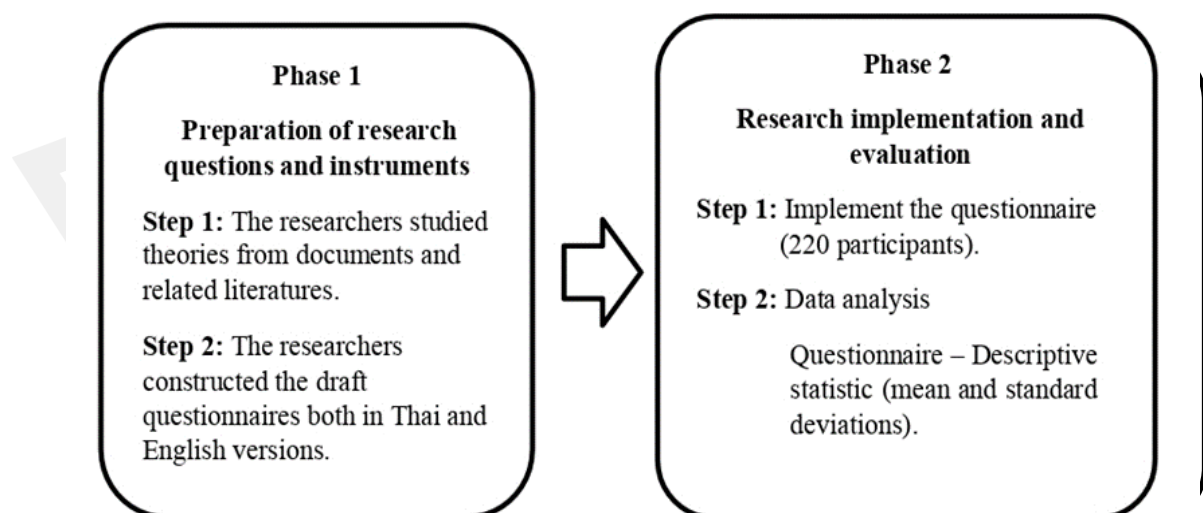 Phase 1
Preparation of research
questions and instruments
Step 1: The researchers studied
theories from documents and
related literatures.
Step 2: The researchers
constructed the draft
questionnaires both in Thai and
English versions.
Phase 2
Research implementation and
evaluation
Step 1: Implement the questionnaire
(220 participants).
Step 2: Data analysis
Questionnaire – Descriptive
statistic (mean and standard
deviations).